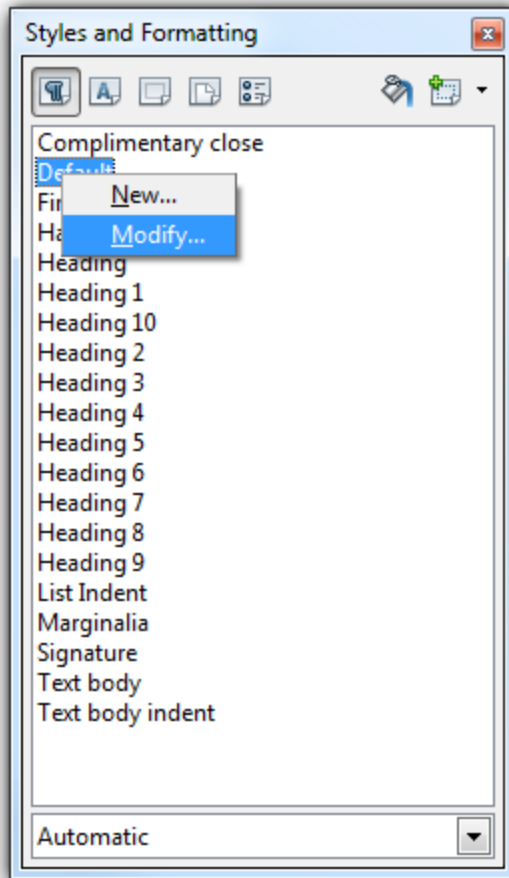 Styles and Formatting
Complimentary close
Default
New...
Modify...
Heading
Heading 1
Heading 10
Heading 2
Heading 3
Heading 4
Heading 5
Heading 6
Heading 7
Heading 8
Heading 9
List Indent
Marginalia
Signature
Text body
Text body indent
Automatic